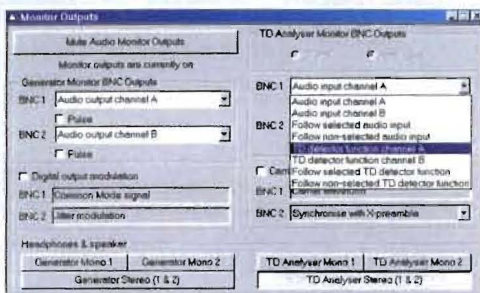 Monitor Outputs
Mute Audio Monitor Outputs
Monitor outputs are currently on
Generator Monitor BNC Outputs
BNC 1 Audio output channel A
Pulse
BNC 2 Audio output channel B
Pulse
Digital output modulation
BNC 1 Common Mode signal
BNC 2 Jitter modulation
TD Analyser Monitor BNC Outputs
BNC 1 Audio input channel A
Audio input channel A
Audio input channel B
BNC 2 Follow selected audio input
Follow non-selected audio input
TD detector function channel A
TD detector function channel B
Follow selected TD detector function
Follow non-selected TD detector function
BNC 1 Carrier waveform
BNC 2 Synchronise with X-preamble
Headphones & speaker
Generator Mono 1 Generator Mono 2
Generator Stereo (1 & 2)
TD Analyser Mono 1 TD Analyser Mono 2
TD Analyser Stereo (1 & 2)